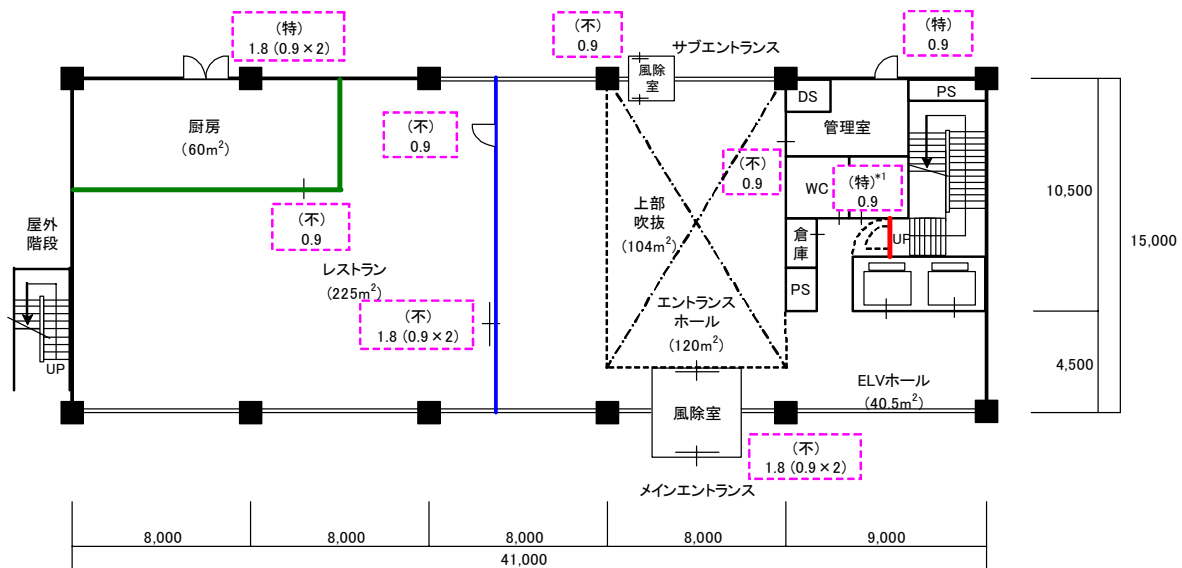 (特)
1.8 (0.9×2)
(不)
0.9
サブエントランス
(特)
0.9
風除
室
DS
PS
厨房
(60m²)
(不)
0.9
管理室
(不)
0.9
WC
(特)*1
0.9
10,500
上部
吹抜
(104m²)
(不)
0.9
屋外
階段
倉
庫
UP
15,000
レストラン
(225m²)
PS
(不)
1.8 (0.9×2)
エントランス
ホール
(120m²)
UP
4,500
ELVホール
(40.5m²)
風除室
(不)
1.8 (0.9×2)
メインエントランス
8,000
8,000
8,000
8,000
9,000
41,000